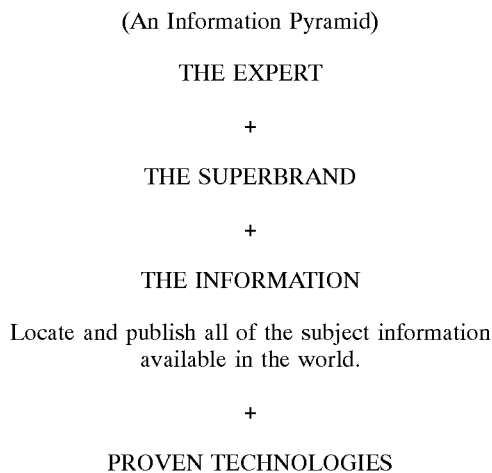 (An Information Pyramid)
THE EXPERT
+
THE SUPERBRAND
+
THE INFORMATION
Locate and publish all of the subject information
available in the world.
+
PROVEN TECHNOLOGIES